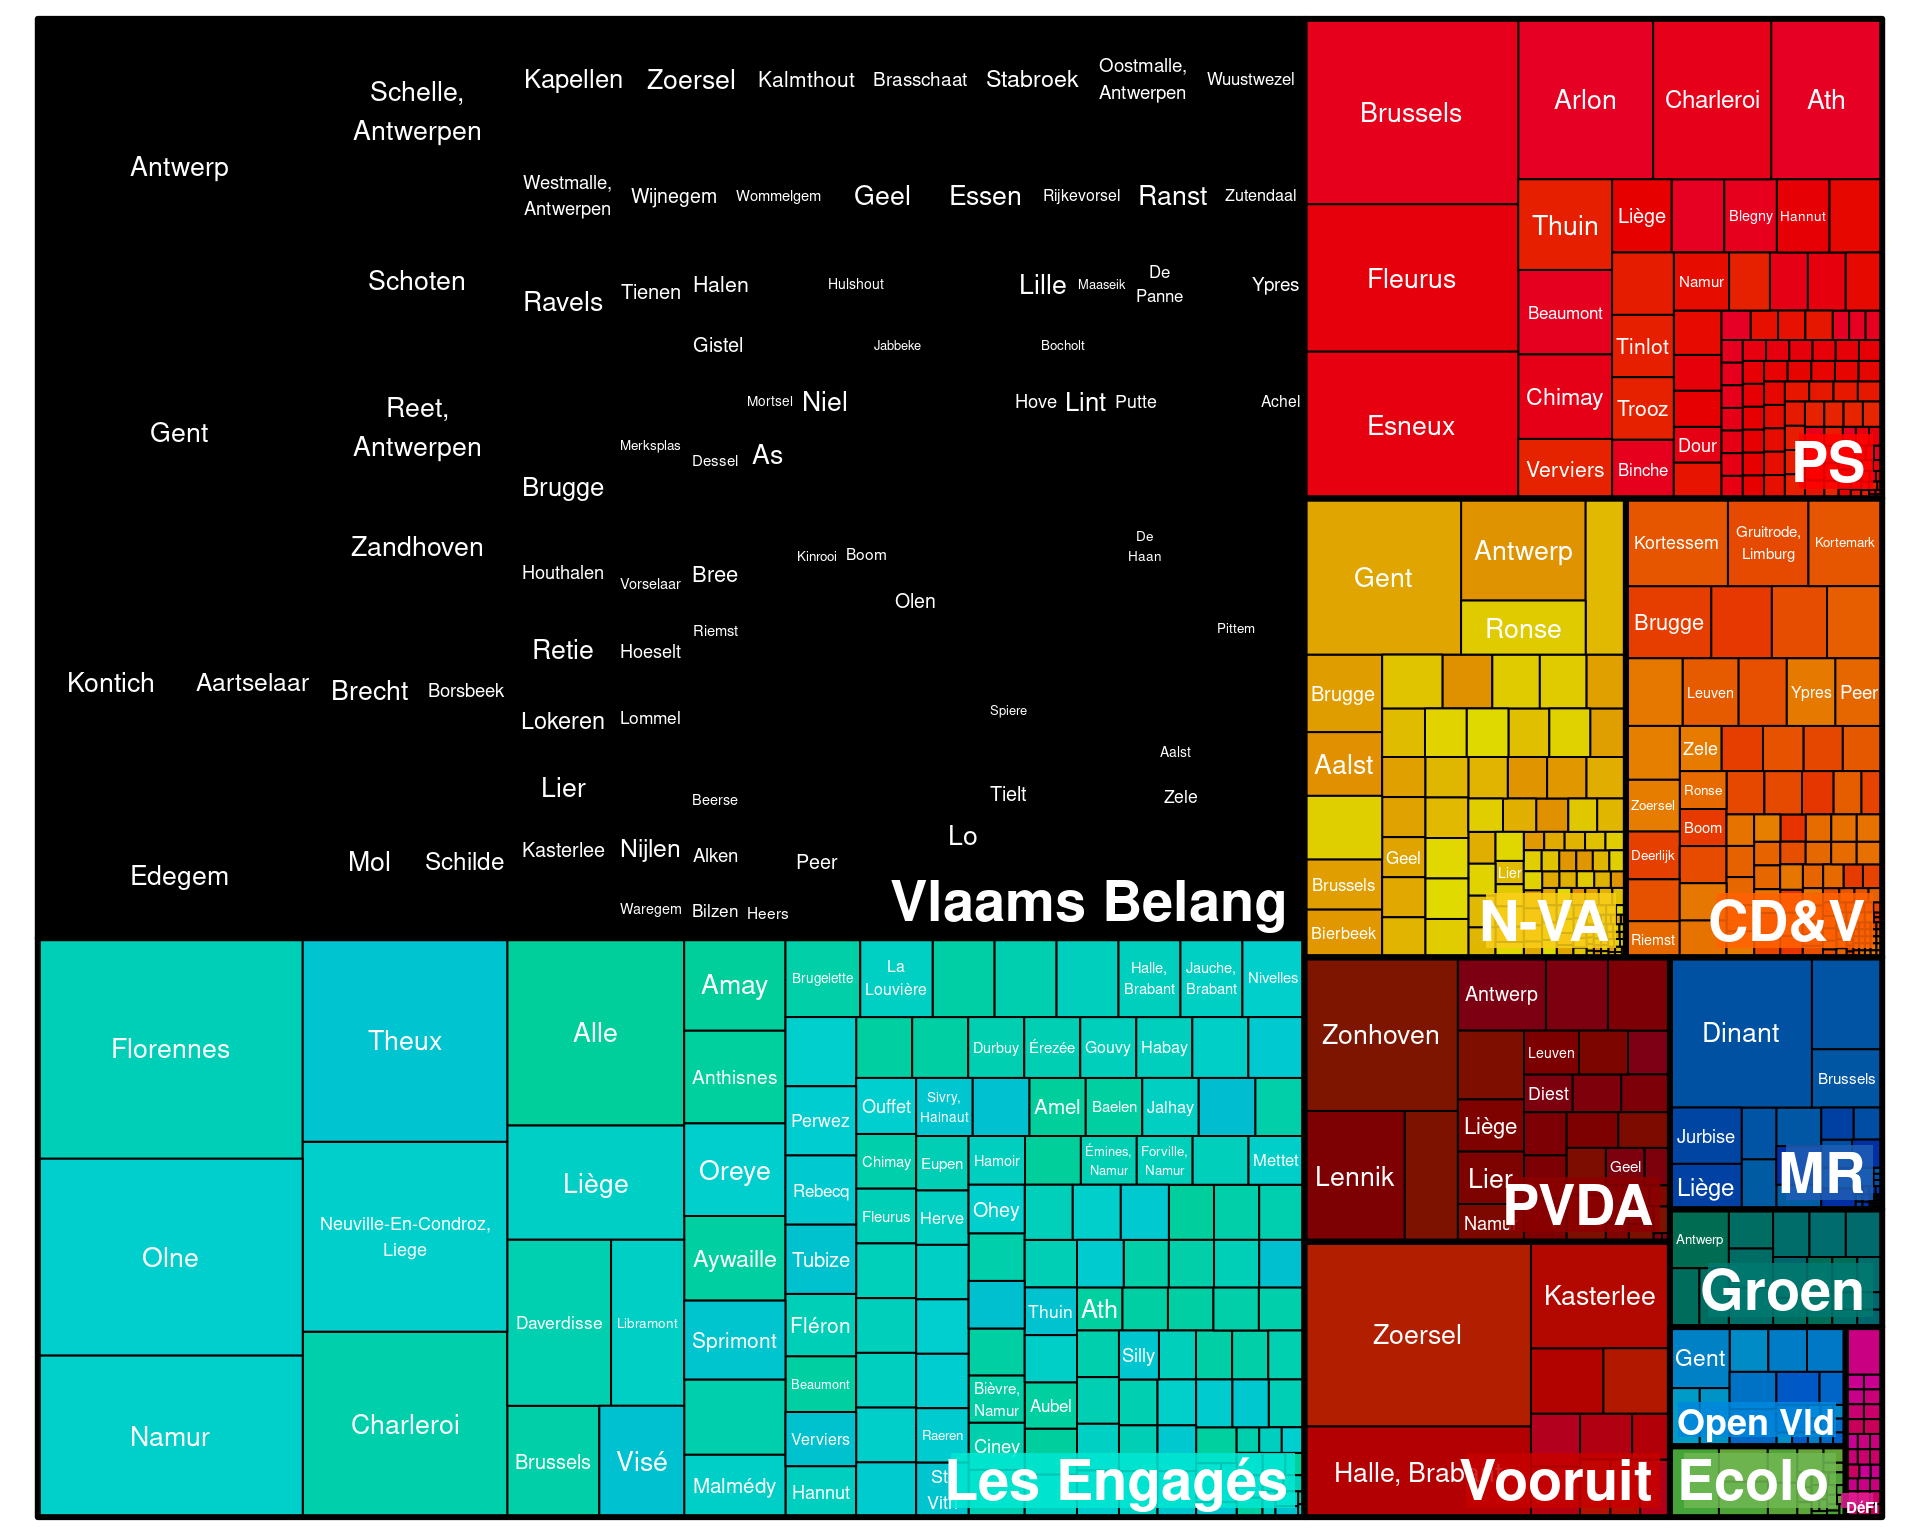 Kapellen
Zoersel
Kalmthout
Brasschaat
Stabroek
Oostmalle,
Antwerpen
Wuustwezel
Schelle,
Antwerpen
Antwerp
Westmalle,
Antwerpen
Wijnegem
Wommelgem
Geel
Essen
Rijkevorsel
Ranst
Zutendaal
Schoten
Ravels
Tienen
Halen
Hulshout
Lille
Maaseik
De
Panne
Ypres
Gistel
Jabbeke
Bocholt
Gent
Reet,
Antwerpen
Mortsel
Niel
Hove
Lint
Putte
Achel
Merksplas
Dessel
As
Brugge
Zandhoven
Houthalen
Vorselaar
Bree
Kinrooi
Boom
De
Haan
Olen
Riemst
Pittem
Retie
Hoeselt
Kontich
Aartselaar
Brecht
Borsbeek
Lokeren
Lommel
Spiere
Aalst
Lier
Beerse
Tielt
Zele
Lo
Edegem
Mol
Schilde
Kasterlee
Nijlen
Alken
Peer
Waregem
Bilzen
Heers
Vlaams Belang
Brussels
Arlon
Charleroi
Ath
Fleurus
Thuin
Liège
Blegny
Hannut
Namur
Beaumont
Tinlot
Esneux
Chimay
Trooz
Dour
Verviers
Binche
PS
Gent
Antwerp
Ronse
Brugge
Aalst
Geel
Brussels
Lier
Bierbeek
N-VA
Kortessem
Gruitrode,
Limburg
Kortemark
Brugge
Leuven
Ypres
Peer
Zele
Zoersel
Ronse
Boom
Deerlijk
Riemst
CD&V
Florennes
Theux
Alle
Amay
Brugelette
La
Louvière
Halle,
Brabant
Jauche,
Brabant
Nivelles
Anthisnes
Durbuy
Érezée
Gouvy
Habay
Perwez
Ouffet
Sivry,
Hainaut
Amel
Baelen
Jalhay
Olne
Neuville-En-Condroz,
Liege
Liège
Oreye
Rebecq
Chimay
Eupen
Hamoir
Émines,
Namur
Forville,
Namur
Mettet
Fleurus
Herve
Ohey
Aywaille
Tubize
Daverdisse
Libramont
Sprimont
Fléron
Thuin
Ath
Silly
Namur
Charleroi
Beaumont
Bièvre,
Namur
Aubel
Brussels
Visé
Verviers
Raeren
Ciney
Malmédy
Hannut
St
Vith
Les Engagés
Zonhoven
Antwerp
Leuven
Diest
Liège
Geel
Lennik
Lier
Namur
PVDA
Dinant
Brussels
Jurbise
Liège
MR
Antwerp
Groen
Zoersel
Kasterlee
Halle, Brabant
Vooruit
Gent
Open Vld
Ecolo
DéFI